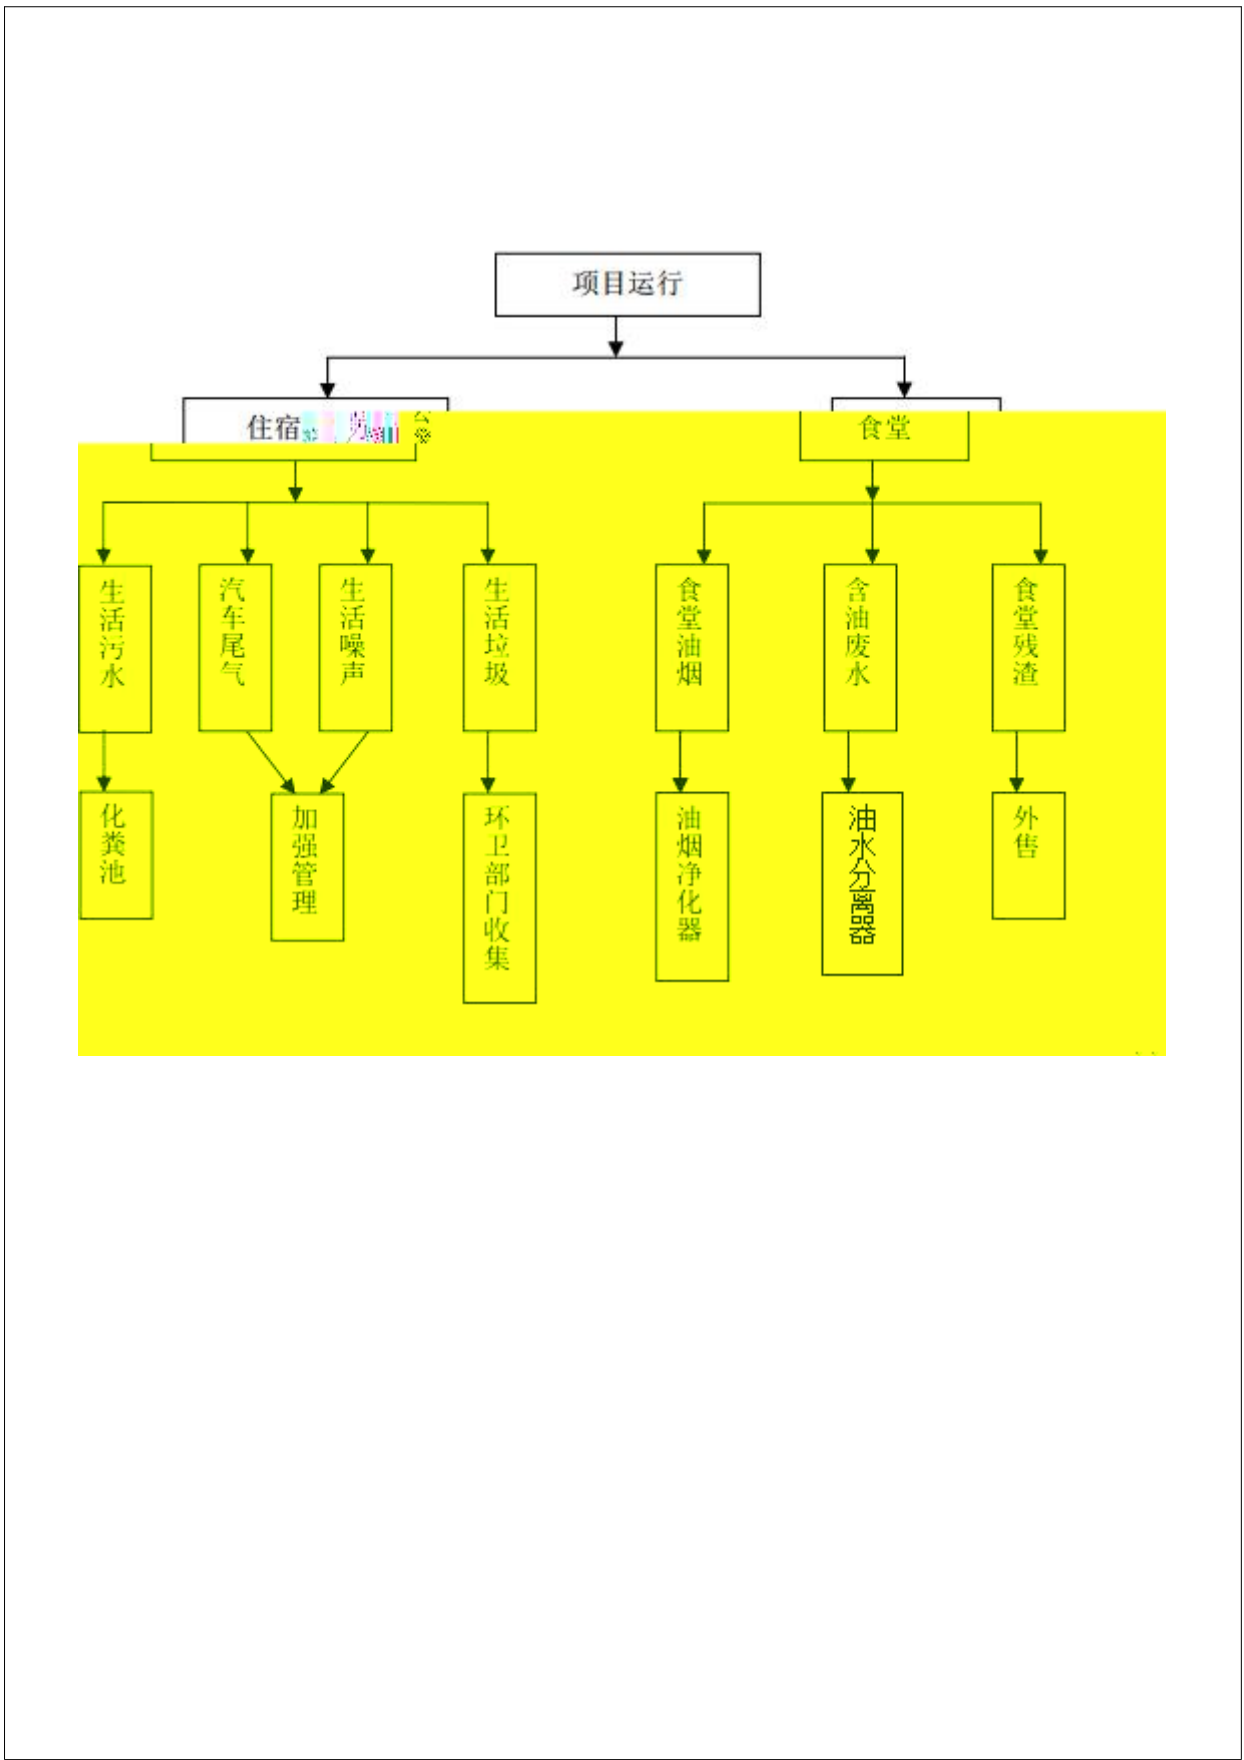 项目运行
住宿
食堂
生活污水
汽车尾气
生活噪声
生活垃圾
食堂油烟
含油废水
食堂残渣
化粪池
加强管理
环卫部门收集
油烟净化器
油水分离器
外售